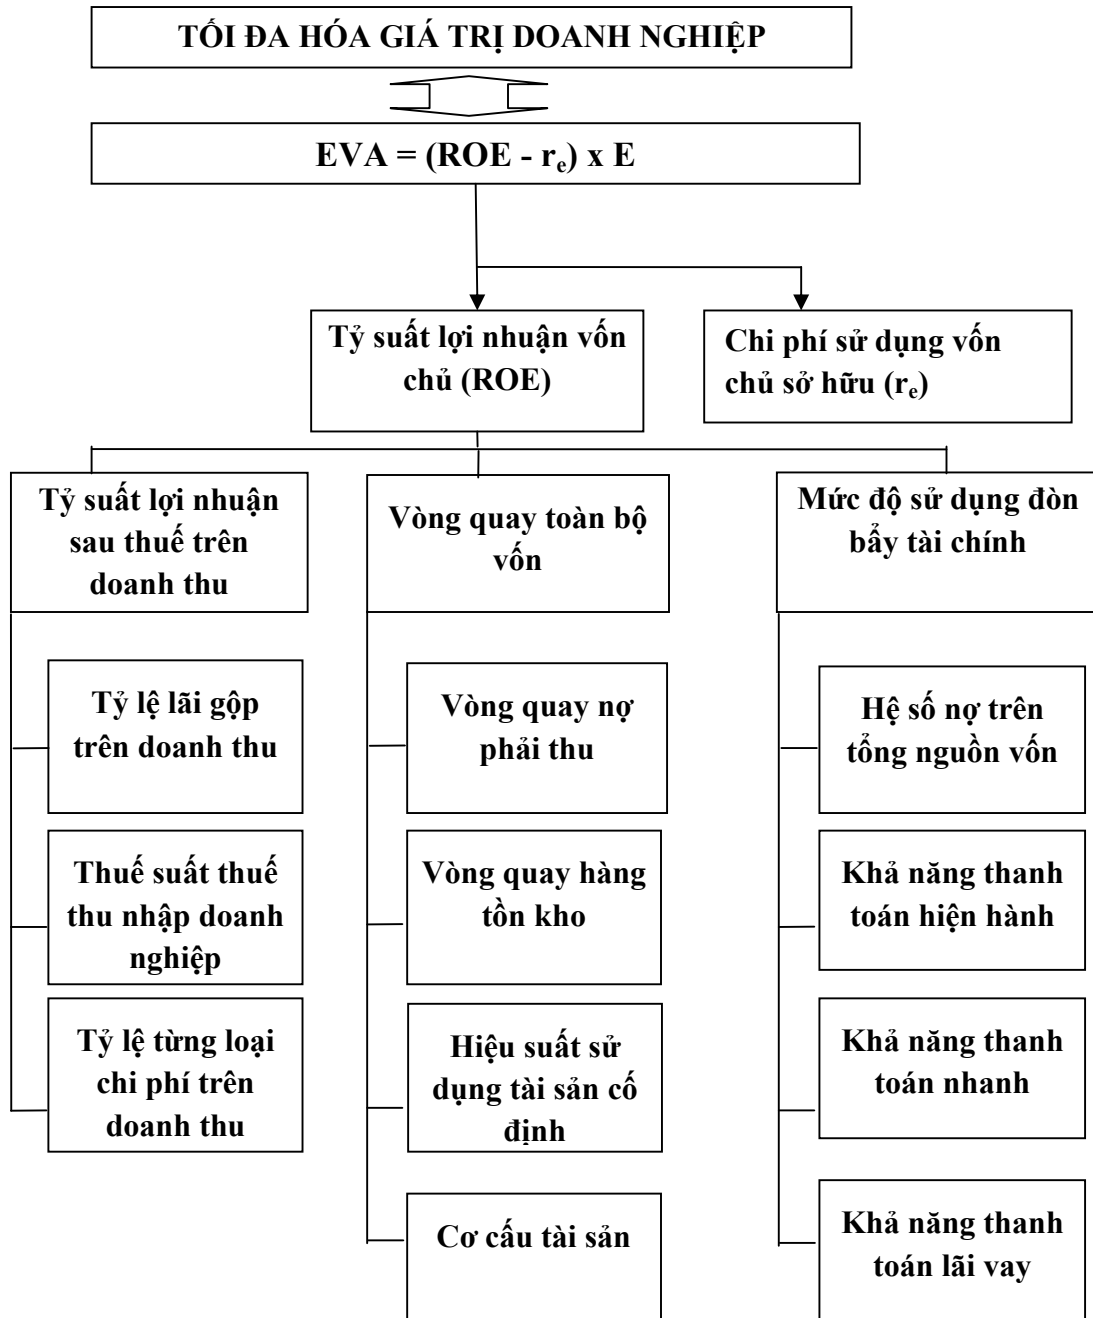 TỐI ĐA HÓA GIÁ TRỊ DOANH NGHIỆP
EVA = (ROE - rₑ) x E
Tỷ suất lợi nhuận vốn
chủ (ROE)
Chi phí sử dụng vốn
chủ sở hữu (rₑ)
Tỷ suất lợi nhuận
sau thuế trên
doanh thu
Vòng quay toàn bộ
vốn
Mức độ sử dụng đòn
bẩy tài chính
Tỷ lệ lãi gộp
trên doanh thu
Thuế suất thuế
thu nhập doanh
nghiệp
Tỷ lệ từng loại
chi phí trên
doanh thu
Vòng quay nợ
phải thu
Vòng quay hàng
tồn kho
Hiệu suất sử
dụng tài sản cố
định
Cơ cấu tài sản
Hệ số nợ trên
tổng nguồn vốn
Khả năng thanh
toán hiện hành
Khả năng thanh
toán nhanh
Khả năng thanh
toán lãi vay